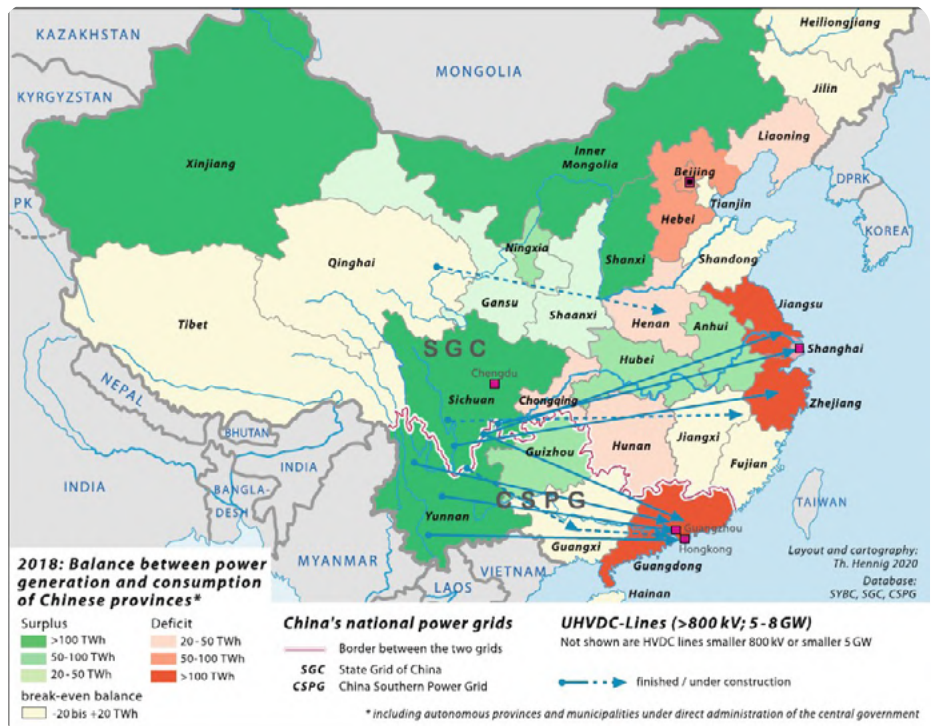 KAZAKHSTAN
KYRGYZSTAN
PK
MONGOLIA
Heiliongjiang
Jilin
Liaoning
DPRK
KOREA
Xinjiang
Inner
Mongolia
Beijing
Tianjin
Hebei
Shanxi
Shandong
Ningxia
Qinghai
Gansu
Shaanxi
Henan
Jiangsu
Anhui
Shanghai
Tibet
SGC
Hubei
Chengdu
Sichuan
Chongqing
Zhejiang
NEPAL
BHUTAN
INDIA
INDIA
BANGLA-
DESH
Guizhou
Hunan
Jiangxi
Fujian
TAIWAN
CSPG
Yunnan
Guangxi
Guangzhou
Hongkong
Guangdong
Hainan
MYANMAR
LAOS
VIETNAM
Layout and cartography:
Th. Hennig 2020
Database:
SYBC, SGC, CSPG
2018: Balance between power
generation and consumption
of Chinese provinces*
Surplus
>100 TWh
50-100 TWh
20-50 TWh
Deficit
20-50 TWh
50-100 TWh
>100 TWh
break-even balance
-20 bis +20 TWh
China's national power grids
Border between the two grids
SGC State Grid of China
CSPG China Southern Power Grid
UHVDC-Lines (>800 kV; 5-8 GW)
Not shown are HVDC lines smaller 800 kV or smaller 5 GW
finished / under construction
* including autonomous provinces and municipalities under direct administration of the central government